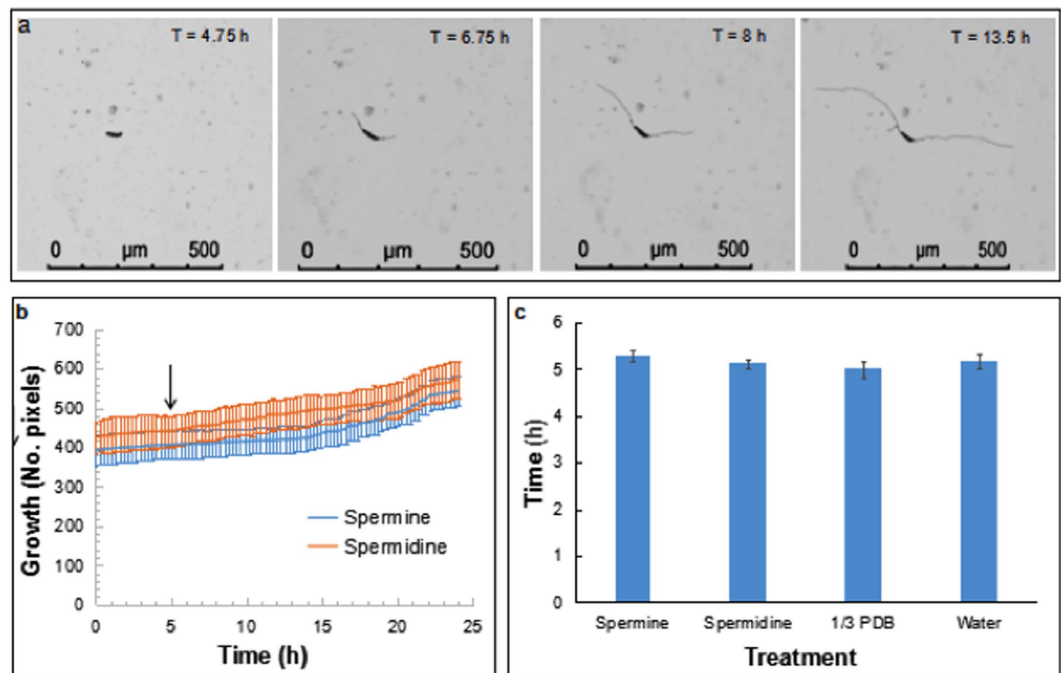 a
T = 4.75 h
T = 6.75 h
T = 8 h
T = 13.5 h
0 µm 500
0 µm 500
0 µm 500
0 µm 500
b
700
600
500
400
300
200
100
0
Growth (No. pixels)
Spermine
Spermidine
0 5 10 15 20 25
Time (h)
c
6
5
4
3
2
1
0
Time (h)
Spermine Spermidine 1/3 PDB Water
Treatment